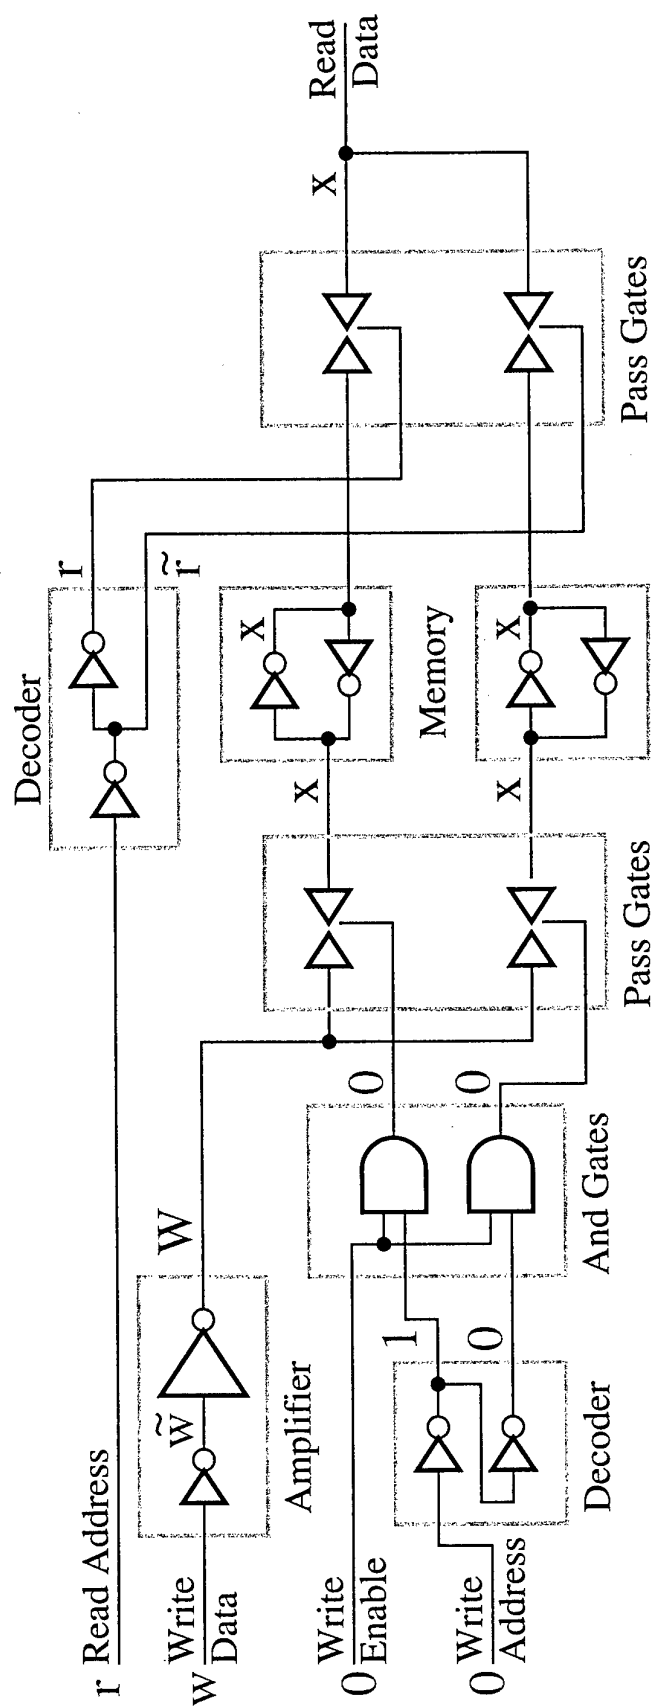 r Read Address
Decoder
r
r̃
w Write
Data
w̃
W
Amplifier
0 Write
Enable
0 Write
Address
1
0
Decoder
0
0
And Gates
Pass Gates
x
x
x
x
Memory
Pass Gates
x
Read
Data